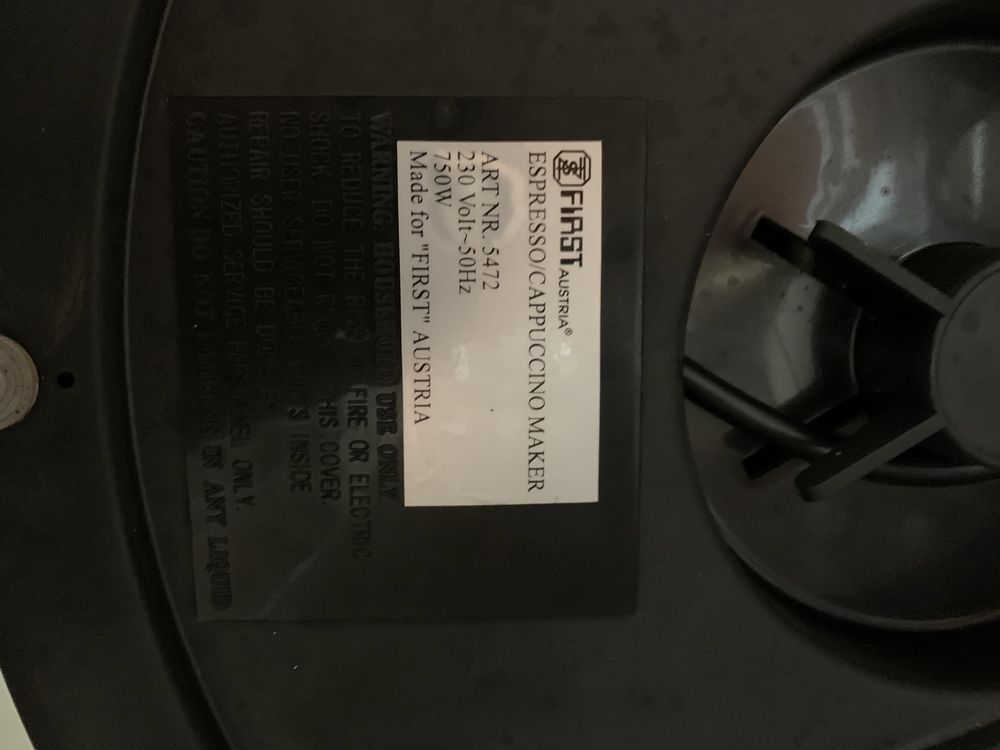 FIRST AUSTRIA®
ESPRESSO/CAPPUCCINO MAKER
ART NR. 5472
230 Volt~50Hz
750W
Made for "FIRST" AUSTRIA
WARNING HOUSEHOLD USE ONLY
TO REDUCE THE RISK OF FIRE OR ELECTRIC
SHOCK DO NOT REMOVE THIS COVER.
NO USER SERVICEABLE PARTS INSIDE
REPAIR SHOULD BE DONE BY
AUTHORIZED SERVICE PERSONNEL ONLY.
CAUTION DO NOT IMMERSE IN ANY LIQUID